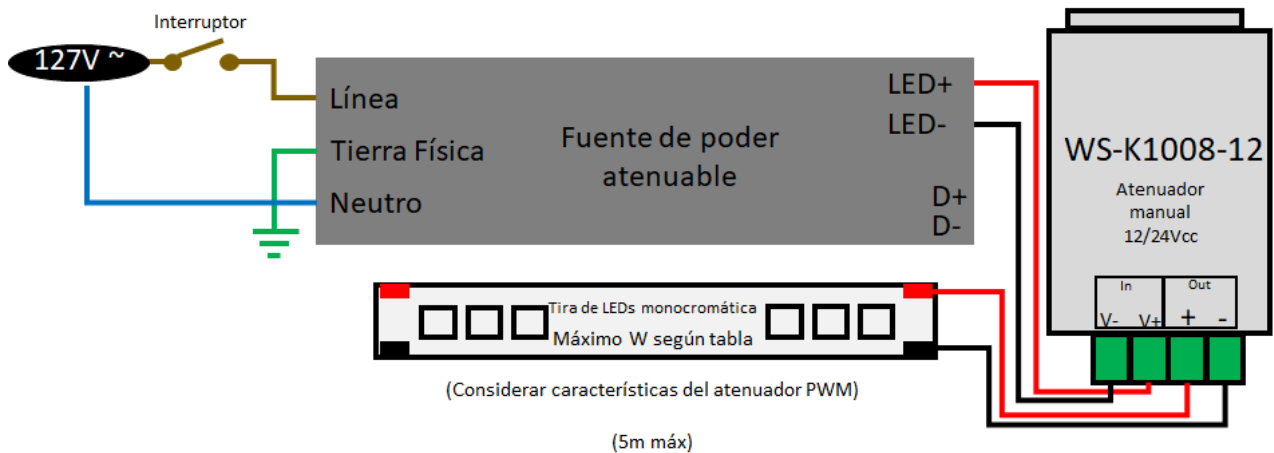 Interruptor
127V ~
Línea
Tierra Física
Neutro
Fuente de poder
atenuable
LED+
LED-
D+
D-
WS-K1008-12
Atenuador
manual
12/24Vcc
In
Out
V-
V+
+
-
Tira de LEDs monocromática
Máximo W según tabla
(Considerar características del atenuador PWM)
(5m máx)